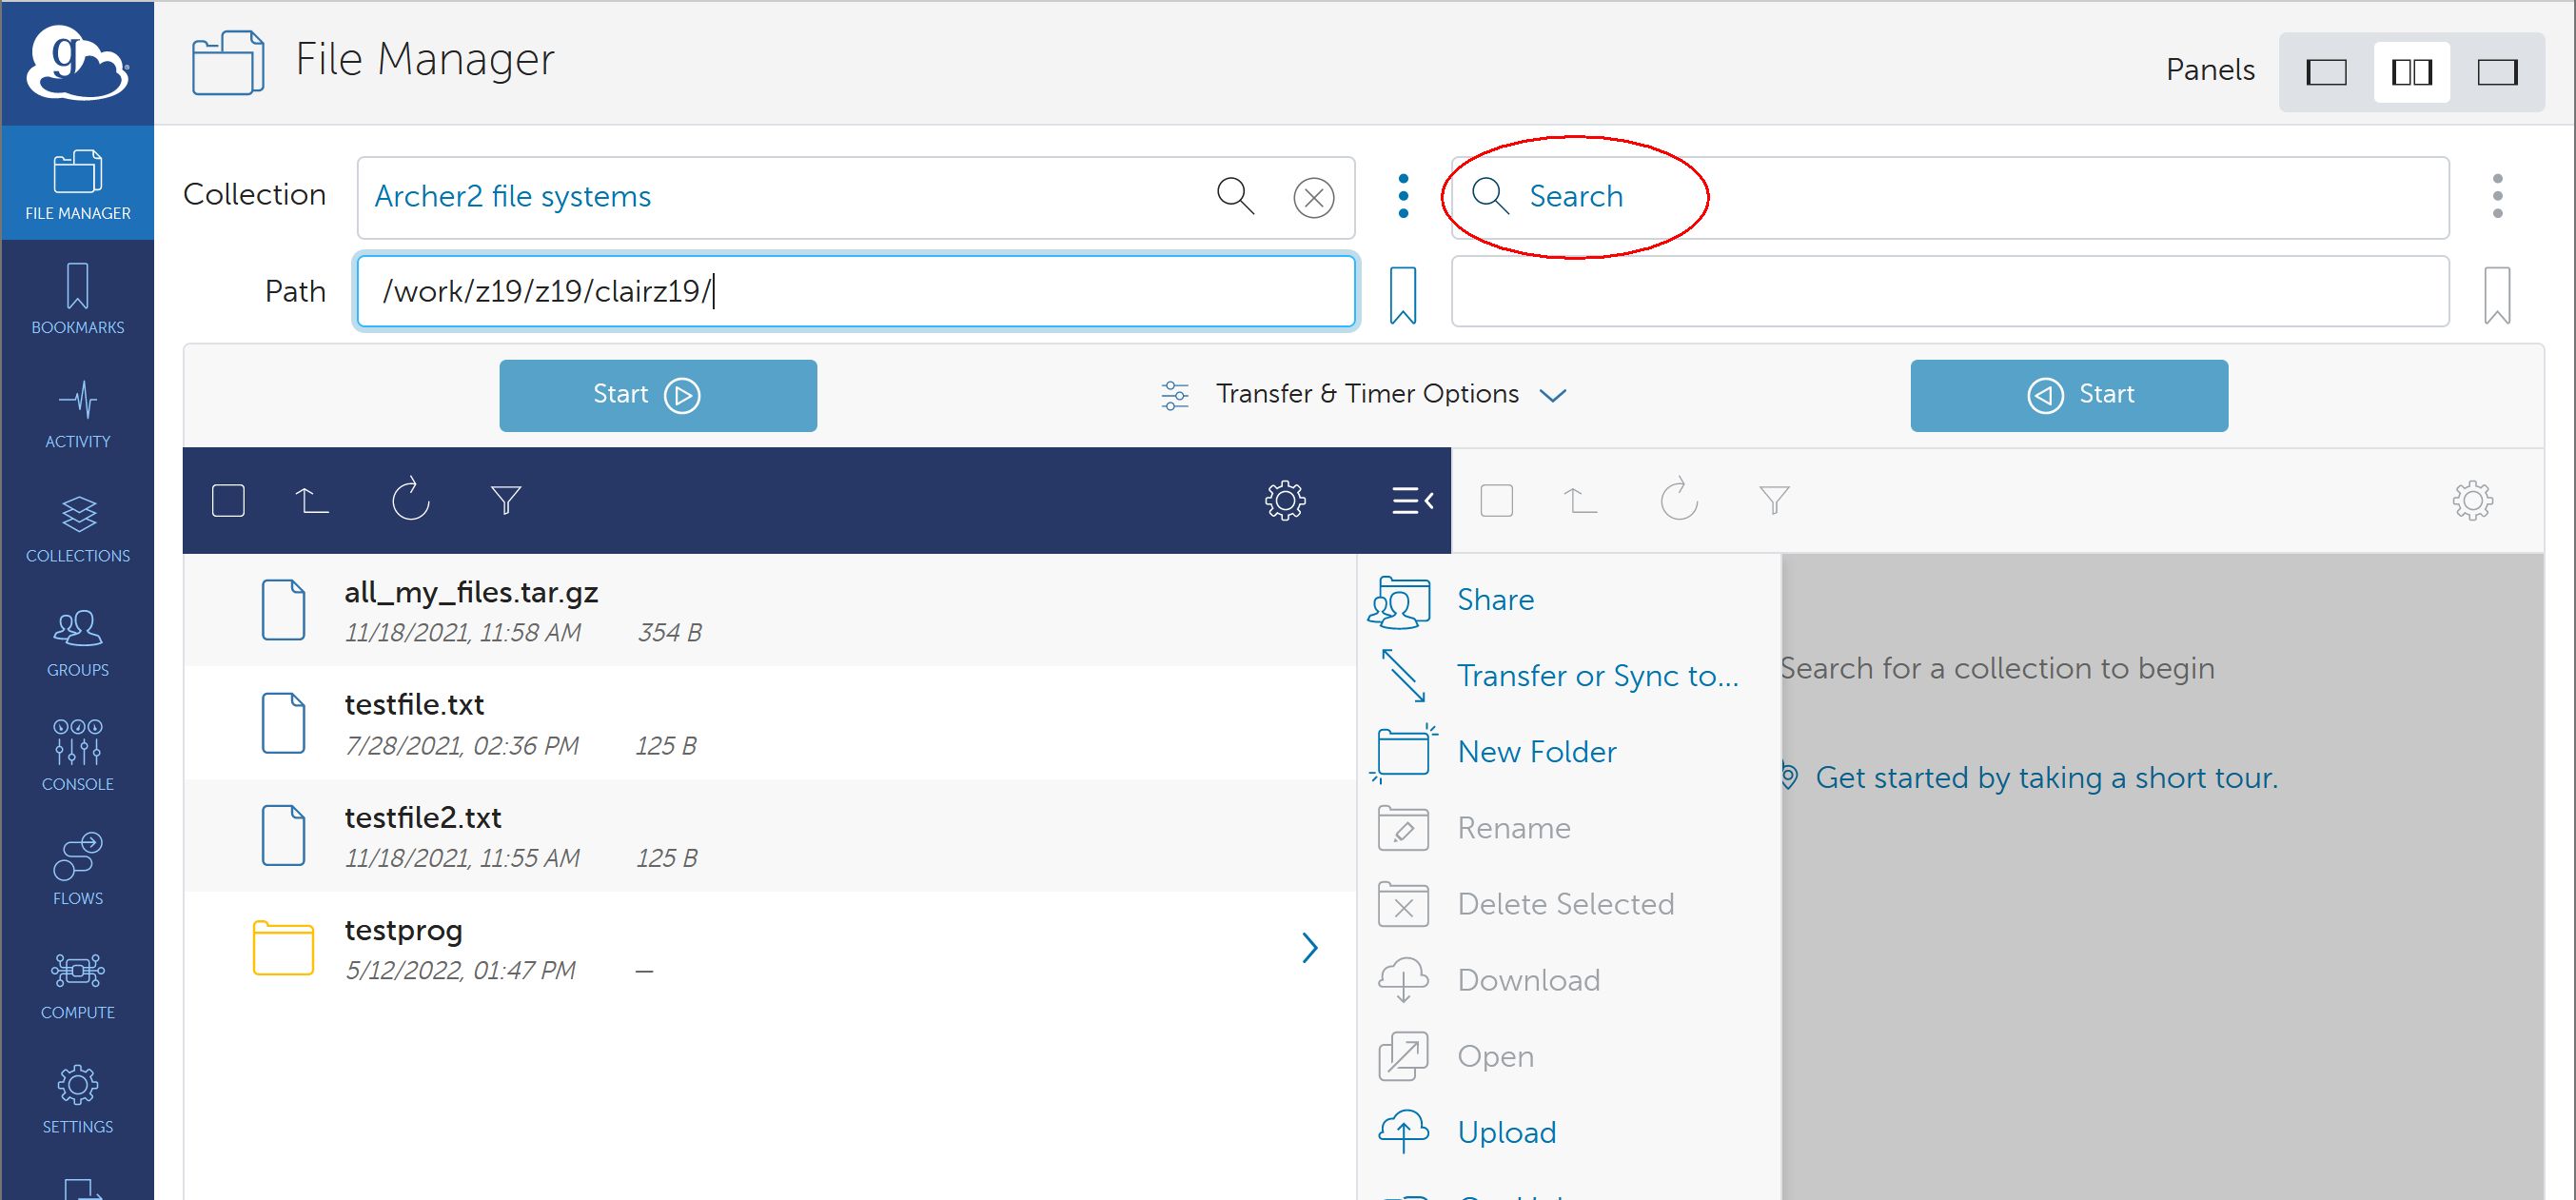 g
File Manager
Panels
FILE MANAGER
BOOKMARKS
ACTIVITY
COLLECTIONS
GROUPS
CONSOLE
FLOWS
COMPUTE
SETTINGS
Collection
Archer2 file systems
Search
Path
/work/z19/z19/clairz19/
Start
Transfer & Timer Options
Start
all_my_files.tar.gz
11/18/2021, 11:58 AM 354 B
testfile.txt
7/28/2021, 02:36 PM 125 B
testfile2.txt
11/18/2021, 11:55 AM 125 B
testprog
5/12/2022, 01:47 PM —
Share
Transfer or Sync to...
New Folder
Rename
Delete Selected
Download
Open
Upload
Search for a collection to begin
Get started by taking a short tour.